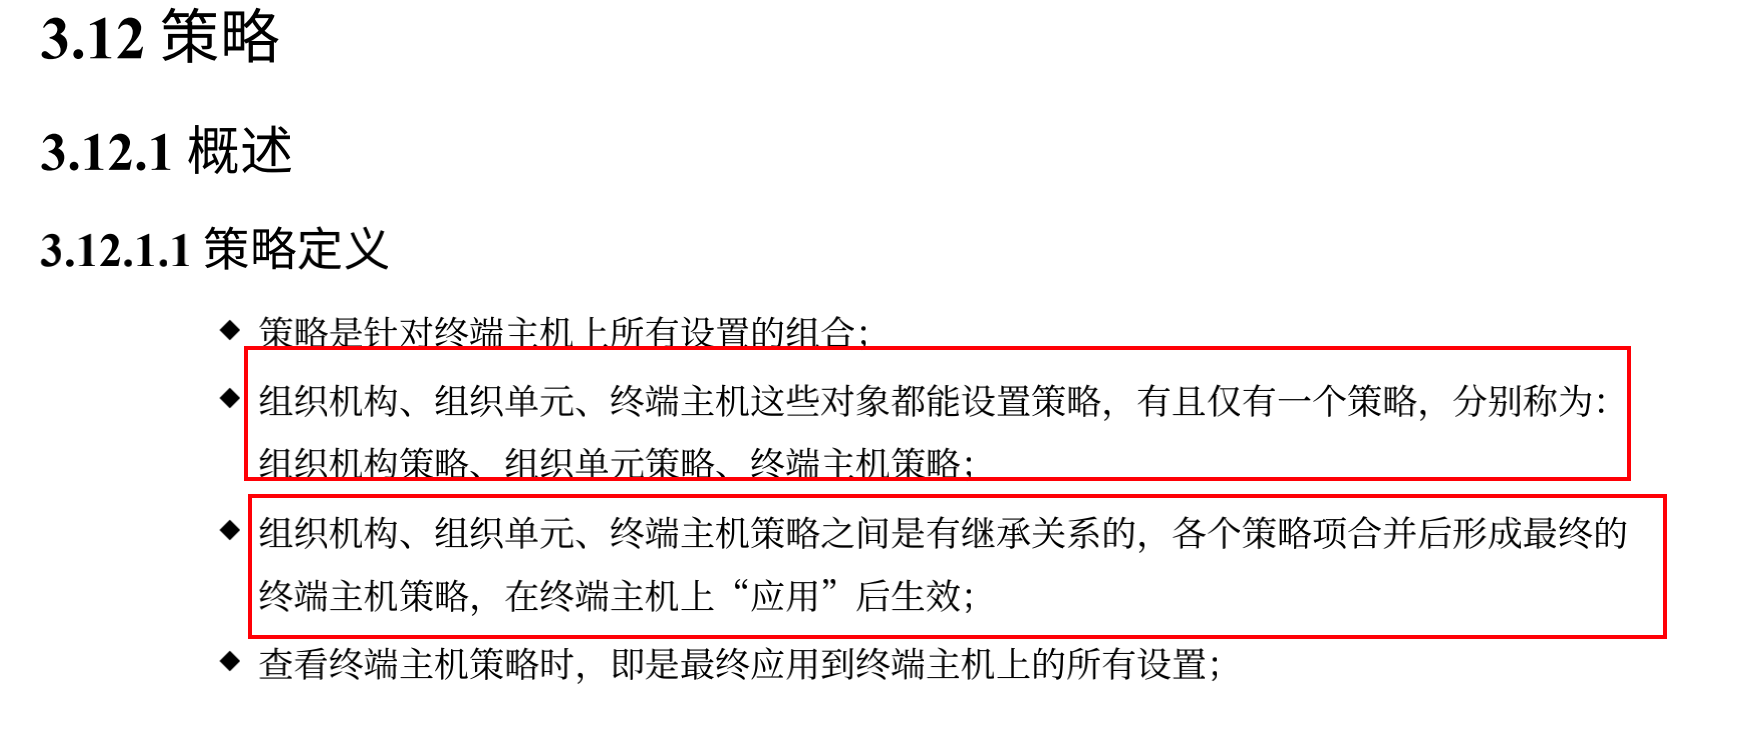 3.12 策略
3.12.1 概述
3.12.1.1 策略定义
◆ 策略是针对终端主机上所有设置的组合；
◆ 组织机构、组织单元、终端主机这些对象都能设置策略，有且仅有一个策略，分别称为：
组织机构策略、组织单元策略、终端主机策略；
◆ 组织机构、组织单元、终端主机策略之间是有继承关系的，各个策略项合并后形成最终的
终端主机策略，在终端主机上“应用”后生效；
◆ 查看终端主机策略时，即是最终应用到终端主机上的所有设置；